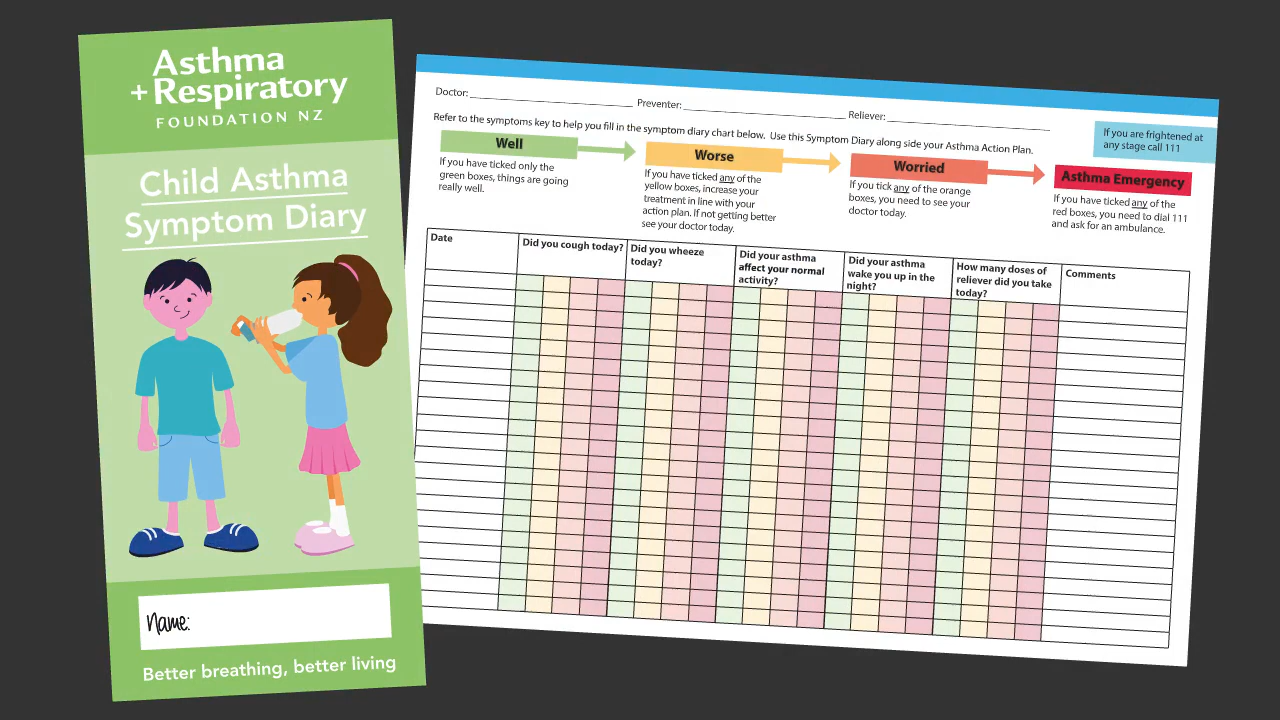 Asthma
+Respiratory
FOUNDATION NZ
Child Asthma
Symptom Diary
Name:
Better breathing, better living
Doctor: Preventer: Reliever:
Refer to the symptoms key to help you fill in the symptom diary chart below. Use this Symptom Diary along side your Asthma Action Plan.
If you are frightened at
any stage call 111
Well
If you have ticked only the
green boxes, things are going
really well.
Worse
If you have ticked any of the
yellow boxes, increase your
treatment in line with your
action plan. If not getting better
see your doctor today.
Worried
If you tick any of the orange
boxes, you need to see your
doctor today.
Asthma Emergency
If you have ticked any of the
red boxes, you need to dial 111
and ask for an ambulance.
Date
Did you cough today?
Did you wheeze
today?
Did your asthma
affect your normal
activity?
Did your asthma
wake you up in the
night?
How many doses of
reliever did you take
today?
Comments